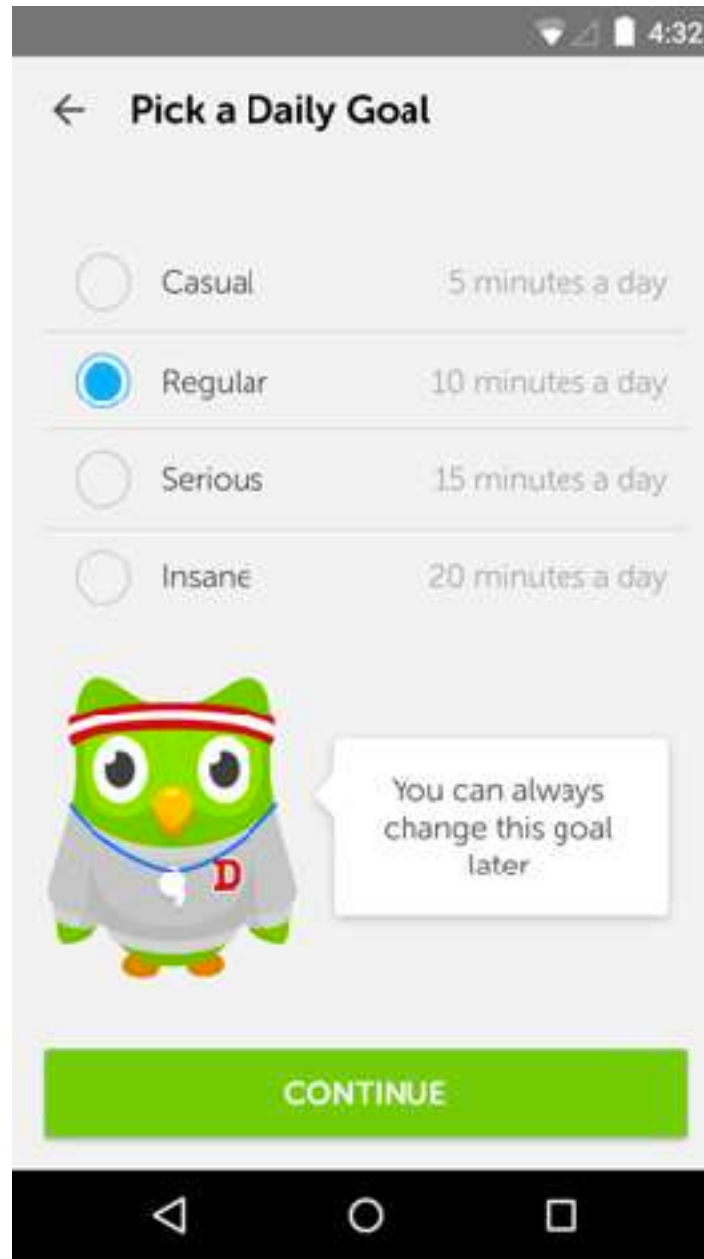 4:32
Pick a Daily Goal
Casual 5 minutes a day
Regular 10 minutes a day
Serious 15 minutes a day
Insane 20 minutes a day
You can always
change this goal
later
D
CONTINUE